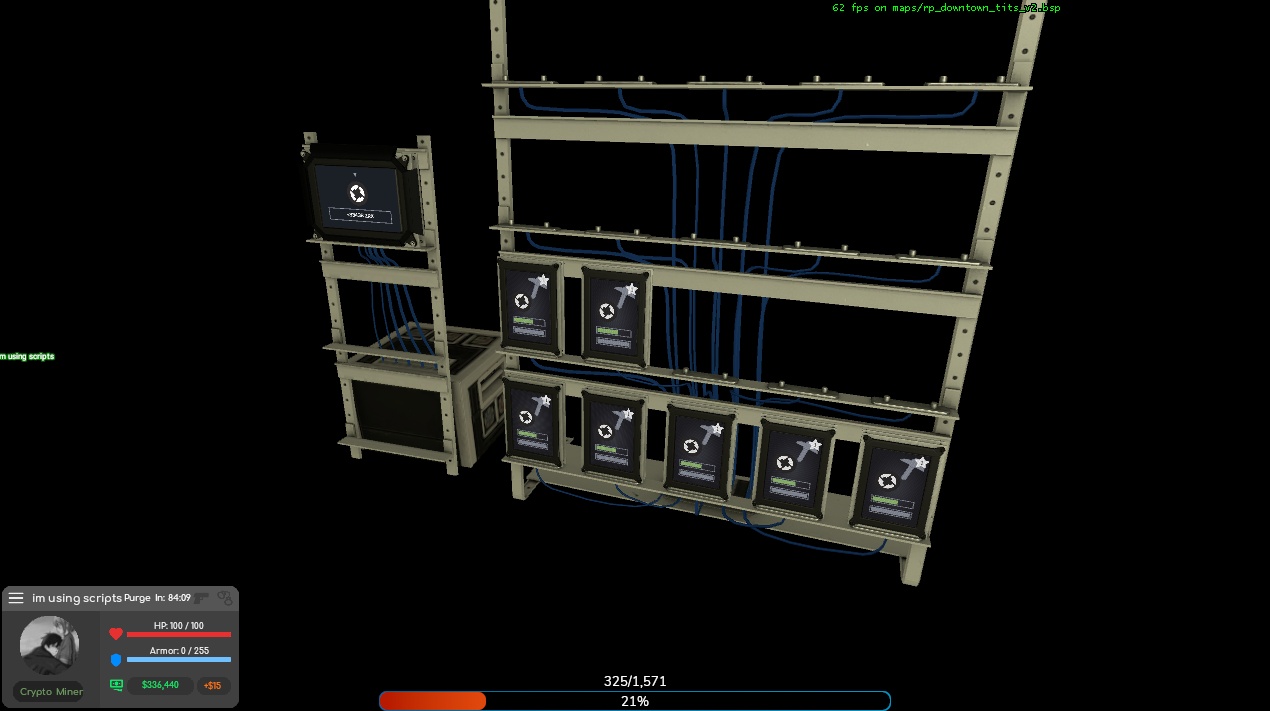 62 fps on maps/rp_downtown_tits_v2.bsp
m using scripts
im using scripts Purge In: 84:09
HP: 100 / 100
Armor: 0 / 255
Crypto Miner
$336,440
+$15
325/1,571
21%